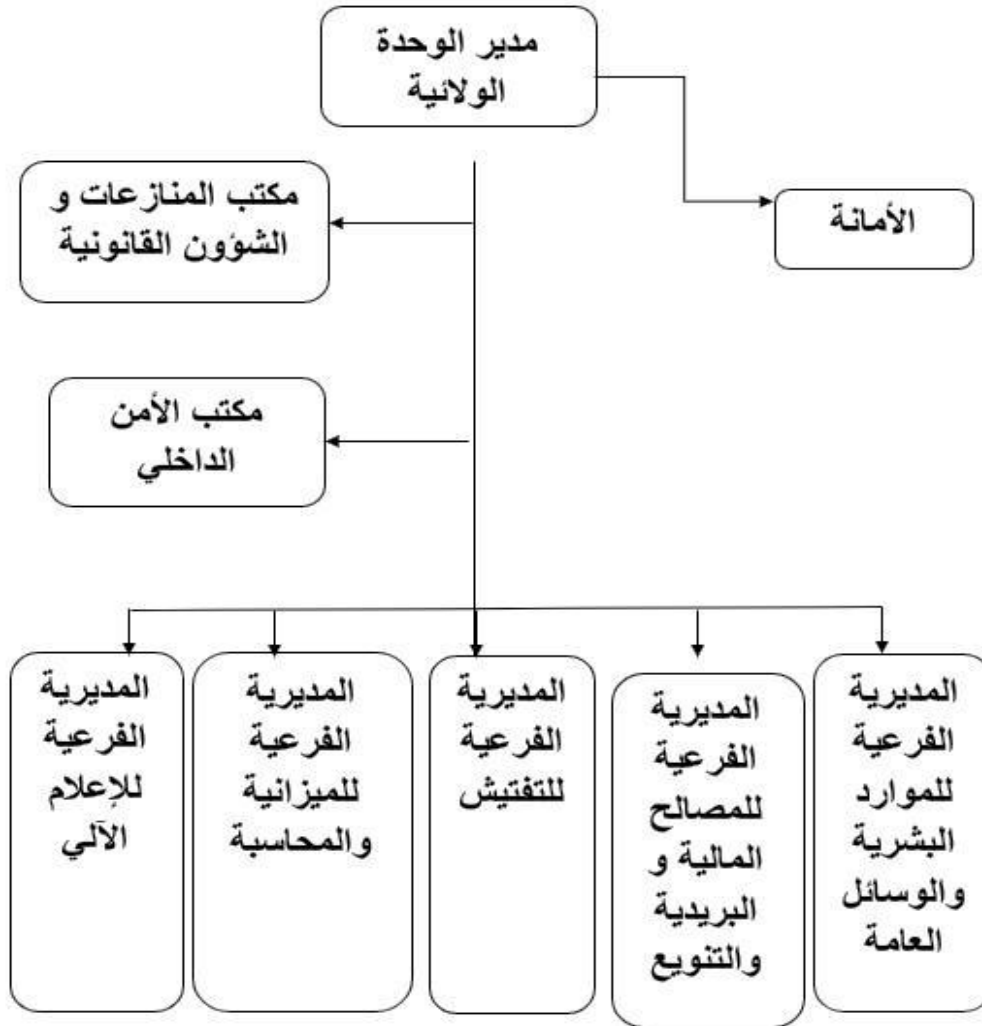 مدير الوحدة
الولائية
الأمانة
مكتب المنازعات و
الشؤون القانونية
مكتب الأمن
الداخلي
المديرية
الفرعية
للموارد
البشرية
والوسائل
العامة
المديرية
الفرعية
للمصالح
المالية و
البريدية
والتنويع
المديرية
الفرعية
للتفتيش
المديرية
الفرعية
للميزانية
والمحاسبة
المديرية
الفرعية
للإعلام
الآلي